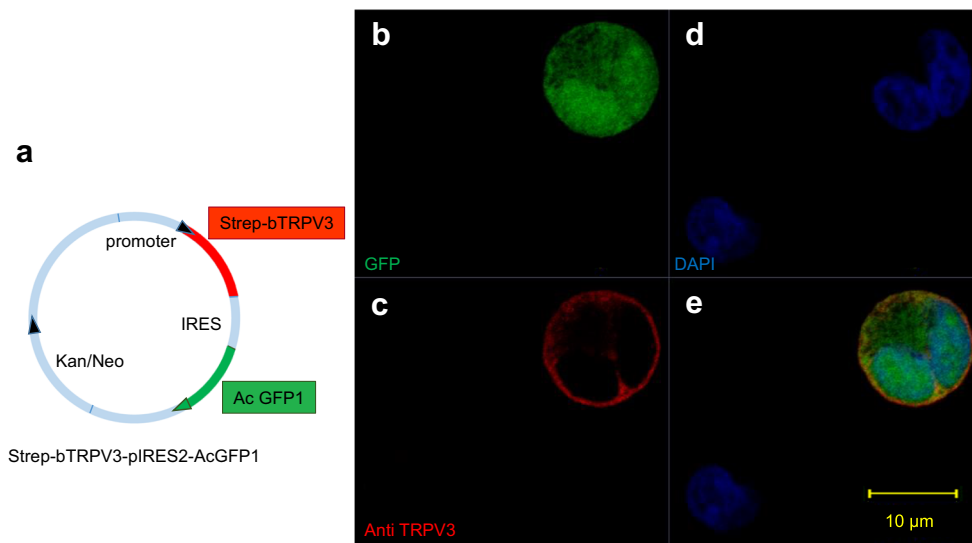 a
promoter
Strep-bTRPV3
IRES
Kan/Neo
Ac GFP1
Strep-bTRPV3-pIRES2-AcGFP1
b
GFP
d
DAPI
c
Anti TRPV3
e
10 µm